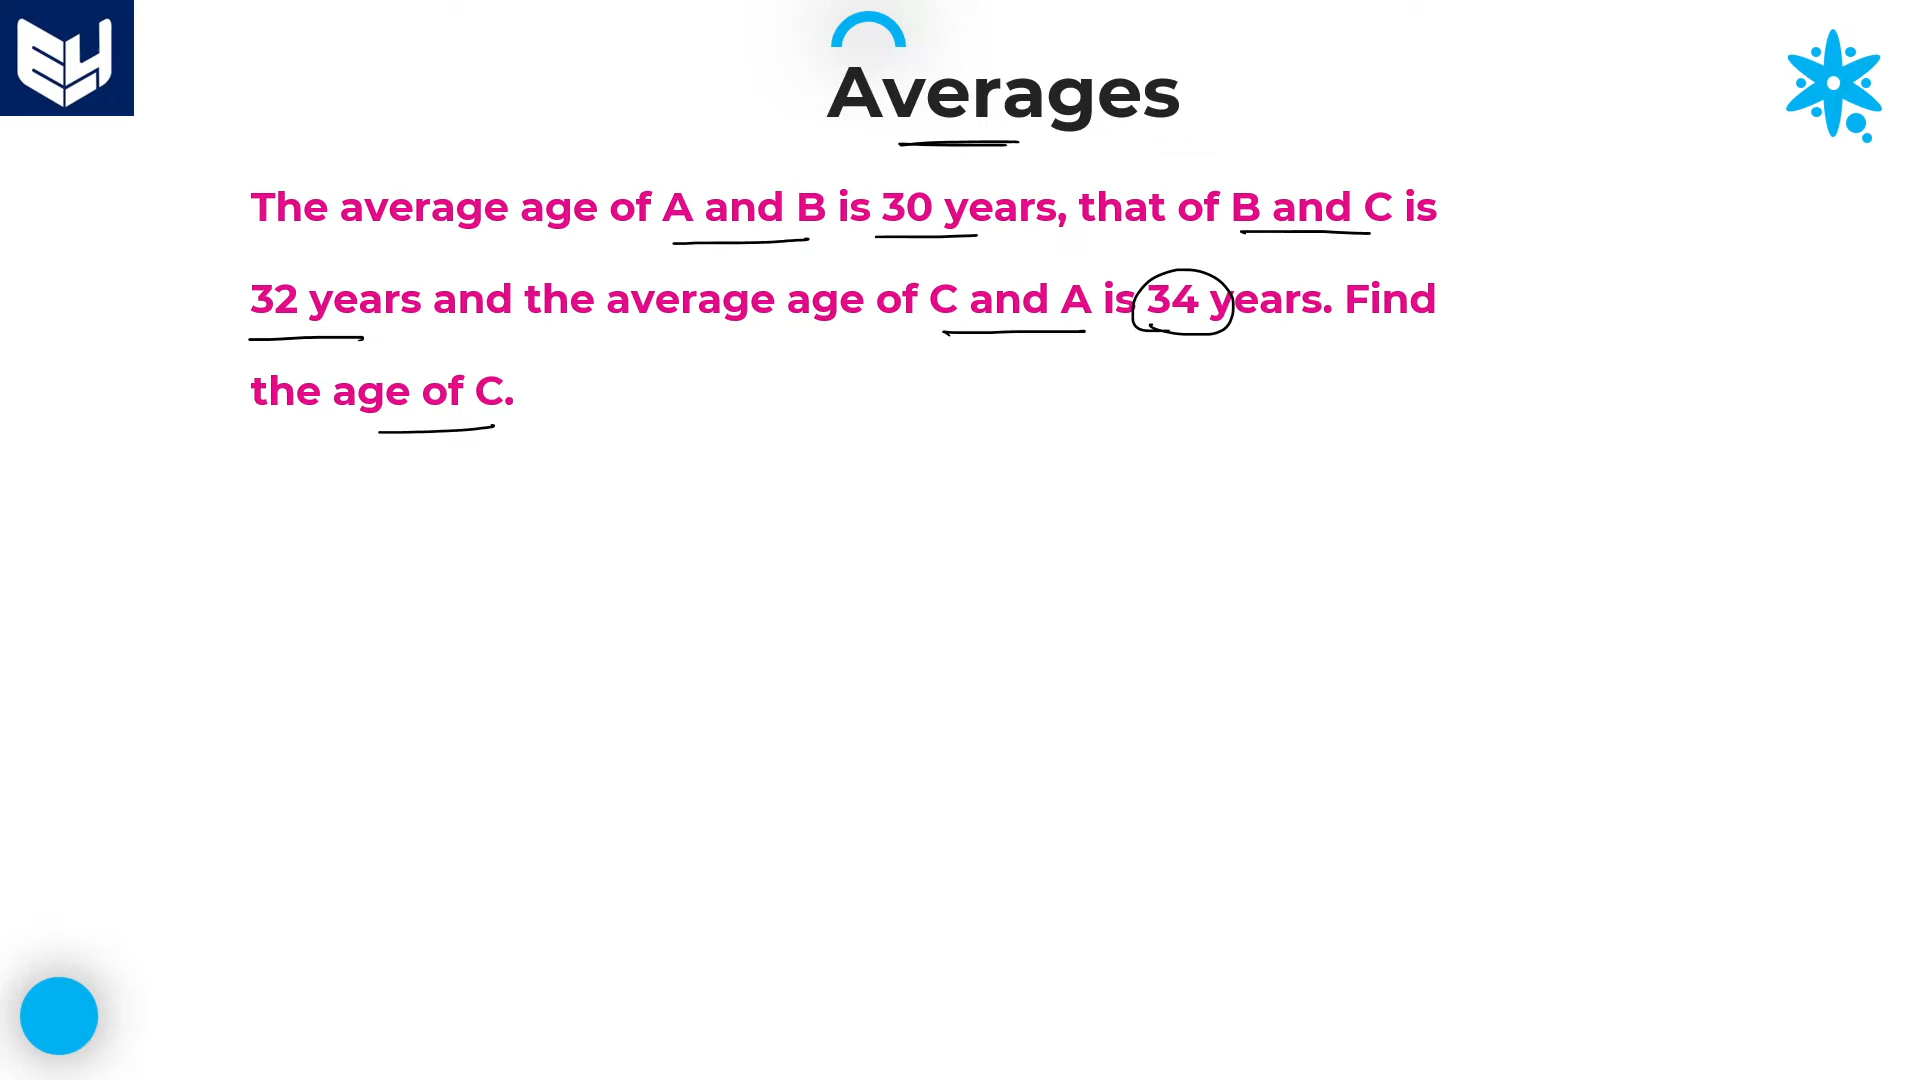 Averages
The average age of A and B is 30 years, that of B and C is
32 years and the average age of C and A is 34 years. Find
the age of C.